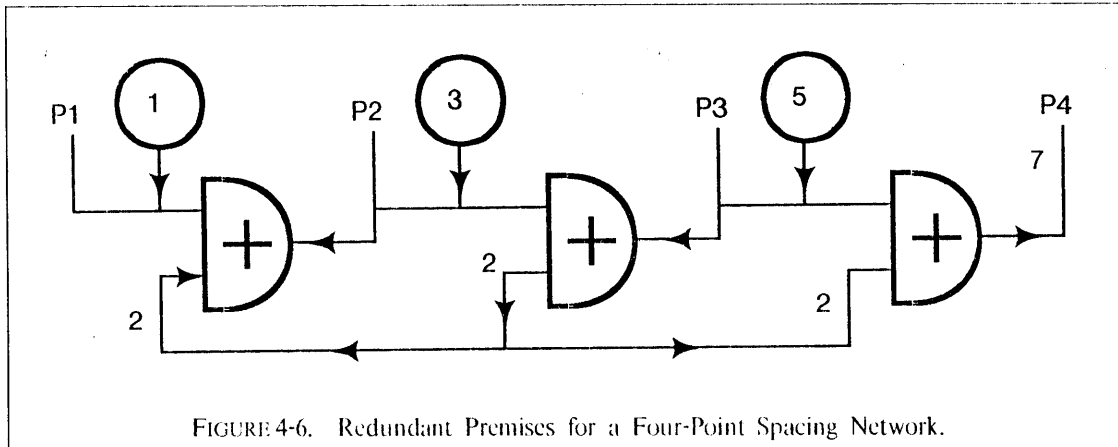 1
3
5
P1
P2
P3
P4
7
+
+
+
2
2
2
FIGURE 4-6. Redundant Premises for a Four-Point Spacing Network.